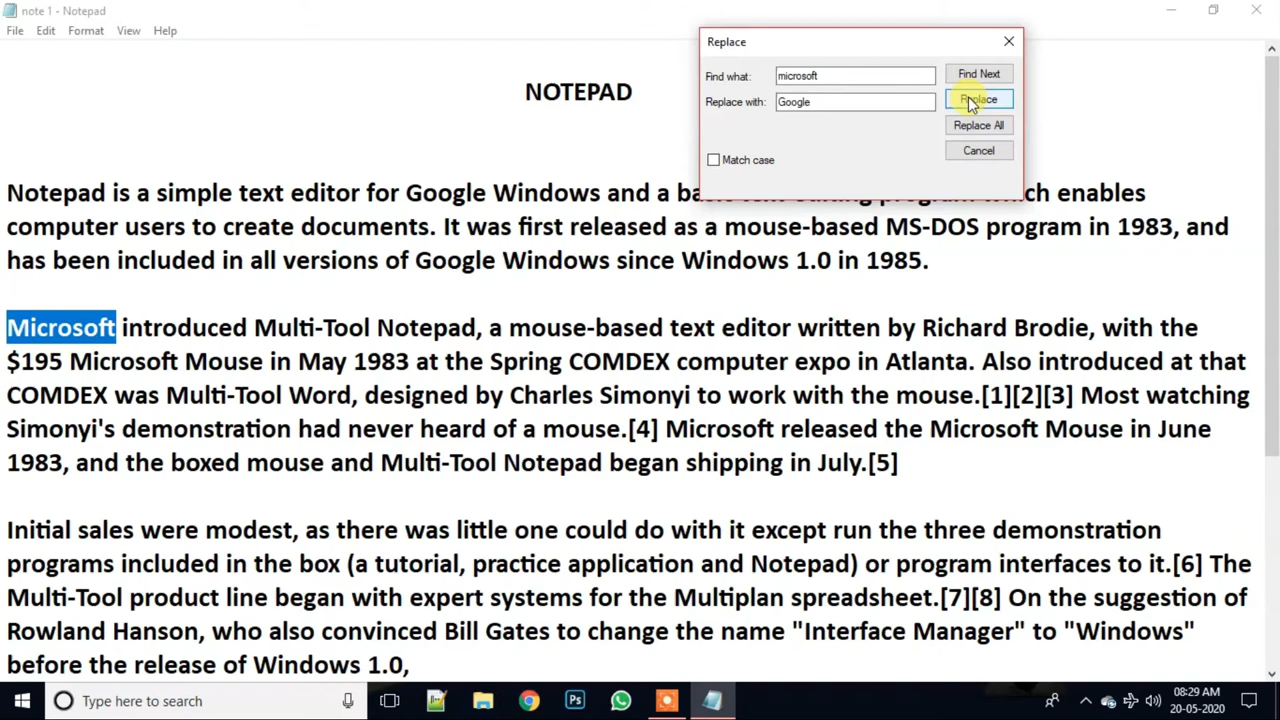 note 1 - Notepad
File Edit Format View Help
Replace
Find what: microsoft Find Next
Replace with: Google Replace
Replace All
Match case Cancel
NOTEPAD
Notepad is a simple text editor for Google Windows and a basic text editing program which enables
computer users to create documents. It was first released as a mouse-based MS-DOS program in 1983, and
has been included in all versions of Google Windows since Windows 1.0 in 1985.
Microsoft introduced Multi-Tool Notepad, a mouse-based text editor written by Richard Brodie, with the
$195 Microsoft Mouse in May 1983 at the Spring COMDEX computer expo in Atlanta. Also introduced at that
COMDEX was Multi-Tool Word, designed by Charles Simonyi to work with the mouse.[1][2][3] Most watching
Simonyi's demonstration had never heard of a mouse.[4] Microsoft released the Microsoft Mouse in June
1983, and the boxed mouse and Multi-Tool Notepad began shipping in July.[5]
Initial sales were modest, as there was little one could do with it except run the three demonstration
programs included in the box (a tutorial, practice application and Notepad) or program interfaces to it.[6] The
Multi-Tool product line began with expert systems for the Multiplan spreadsheet.[7][8] On the suggestion of
Rowland Hanson, who also convinced Bill Gates to change the name "Interface Manager" to "Windows"
before the release of Windows 1.0,
Type here to search
Ps
08:29 AM
20-05-2020